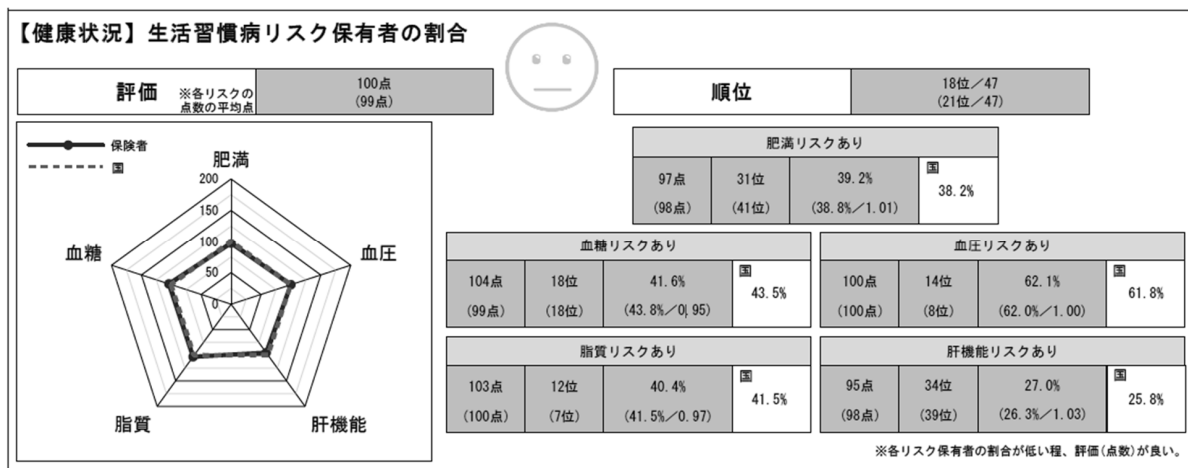 【健康状況】生活習慣病リスク保有者の割合
評価 ※各リスクの点数の平均点
100点
(99点)
順位
18位／47
(21位／47)
保険者
国
肥満
血圧
肝機能
脂質
血糖
200
150
100
50
0
肥満リスクあり
97点 31位 39.2% 国 38.2%
(98点) (41位) (38.8%／1.01)
血糖リスクあり
104点 18位 41.6% 国 43.5%
(99点) (18位) (43.8%／0.95)
血圧リスクあり
100点 14位 62.1% 国 61.8%
(100点) (8位) (62.0%／1.00)
脂質リスクあり
103点 12位 40.4% 国 41.5%
(100点) (7位) (41.5%／0.97)
肝機能リスクあり
95点 34位 27.0% 国 25.8%
(98点) (39位) (26.3%／1.03)
※各リスク保有者の割合が低い程、評価(点数)が良い。